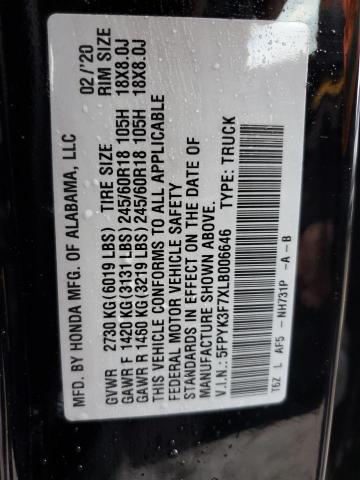 MFD. BY HONDA MFG. OF ALABAMA, LLC 02/'20
TIRE SIZE RIM SIZE
GVWR 2730 KG(6019 LBS)
GAWR F 1420 KG(3131 LBS) 245/60R18 105H 18X8.0J
GAWR R 1460 KG(3219 LBS) 245/60R18 105H 18X8.0J
THIS VEHICLE CONFORMS TO ALL APPLICABLE
FEDERAL MOTOR VEHICLE SAFETY
STANDARDS IN EFFECT ON THE DATE OF
MANUFACTURE SHOWN ABOVE.
V.I.N.: 5FPYK3F7XLB006646 TYPE: TRUCK
T6Z L AF5 - NH731P - A - B